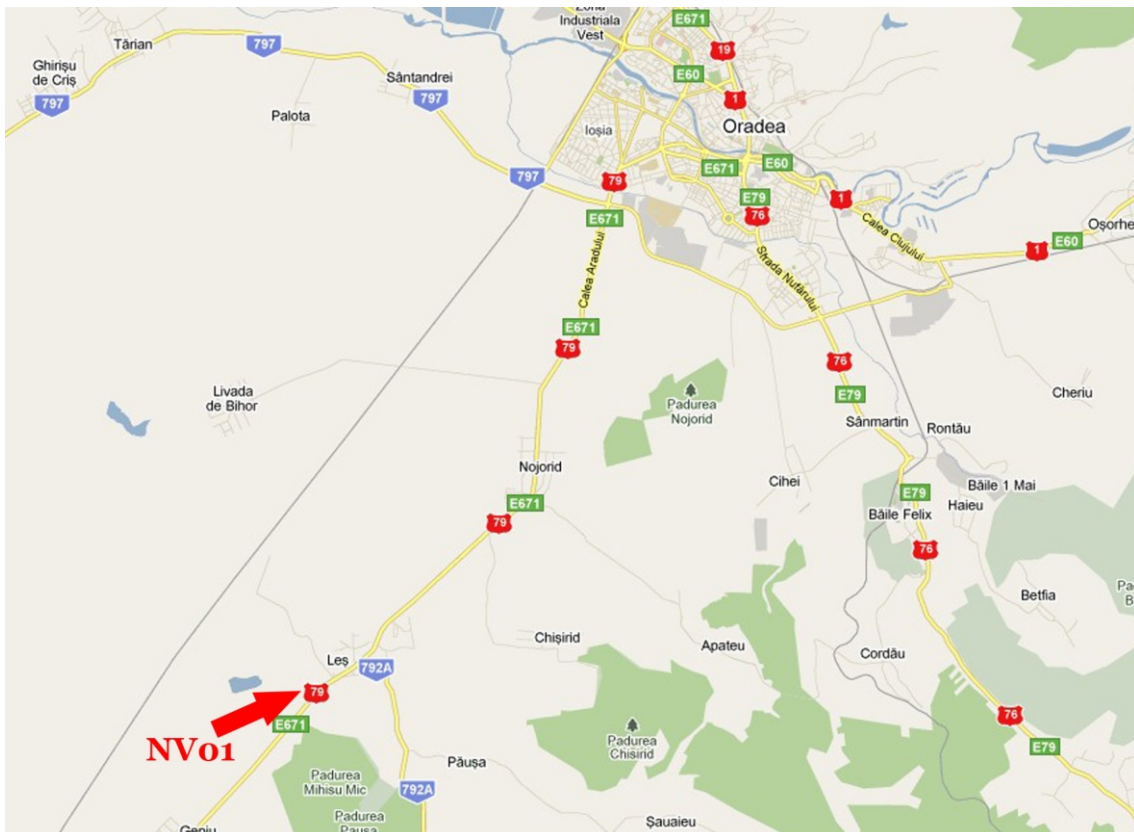 Zona
Industriala
Vest
E671
19
Tărian
797
Ghirișu
de Criș
797
Sântandrei
797
E60
1
Palota
Ioșia
Oradea
797
79
E671
E671
E60
E79
76
1
Calea Clujului
Oșorhe
1
E60
Calea Aradului
Strada Nufărului
E671
79
76
E79
Livada
de Bihor
Padurea
Nojorid
Cheriu
Sânmartin
Rontău
Nojorid
Cihei
E671
79
E79
Băile 1 Mai
Haieu
Băile Felix
76
Betfia
Chișirid
Apateu
Cordău
Leș
792A
79
E671
NV01
76
E79
Padurea
Chisirid
Păușa
Padurea
Mihisu Mic
792A
Padurea
Pausa
Șauaieu